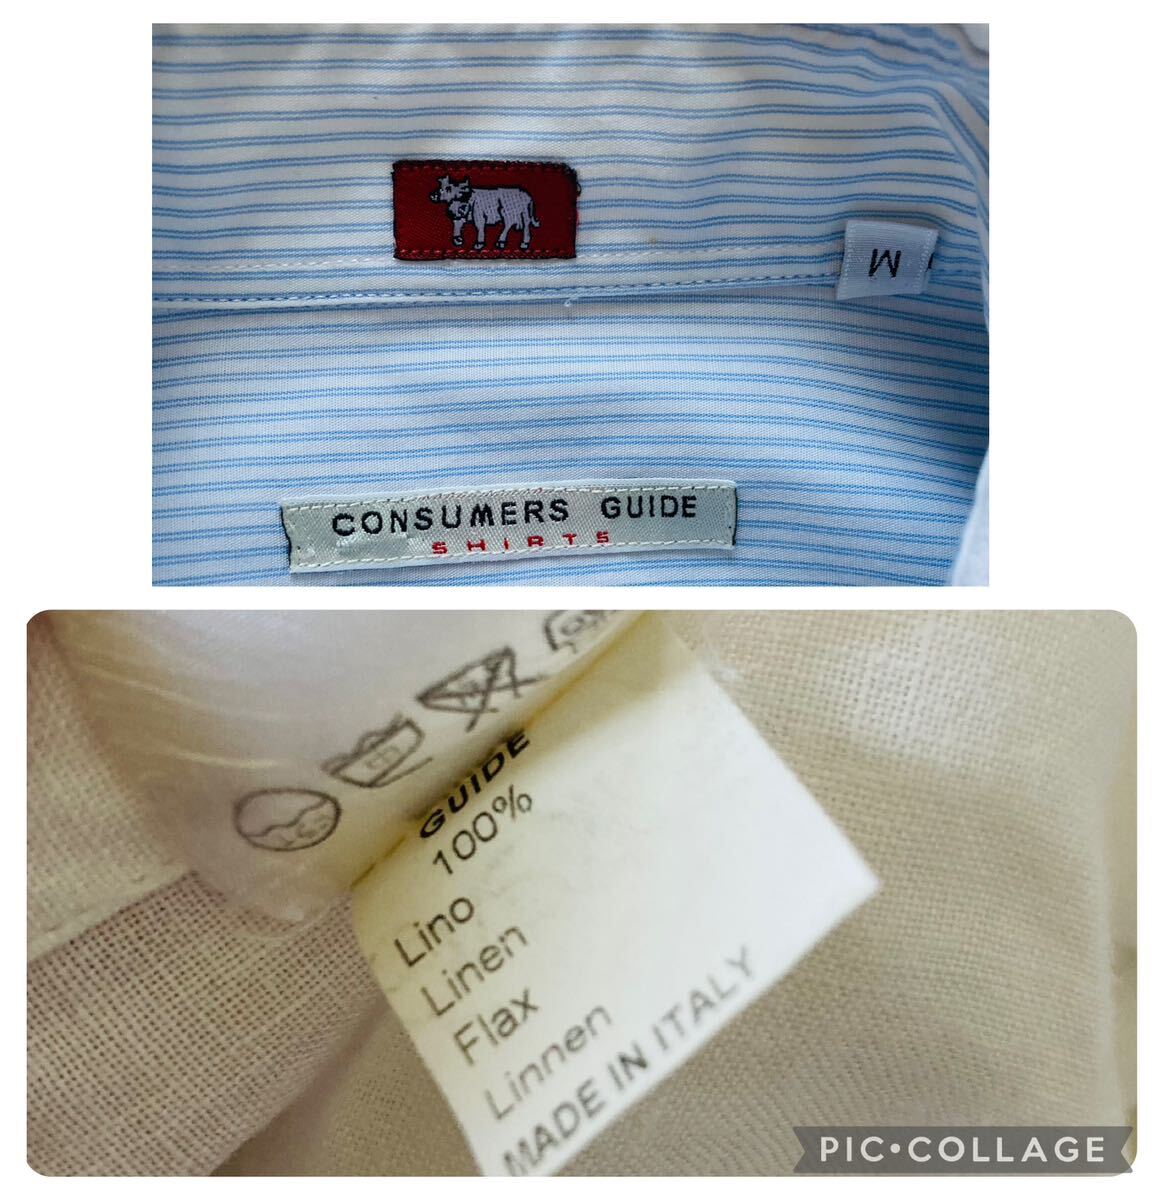 M
CONSUMERS GUIDE
SHIRTS
GUIDE
100%
Lino
Linen
Flax
Linnen
MADE IN ITALY
PIC•COLLAGE